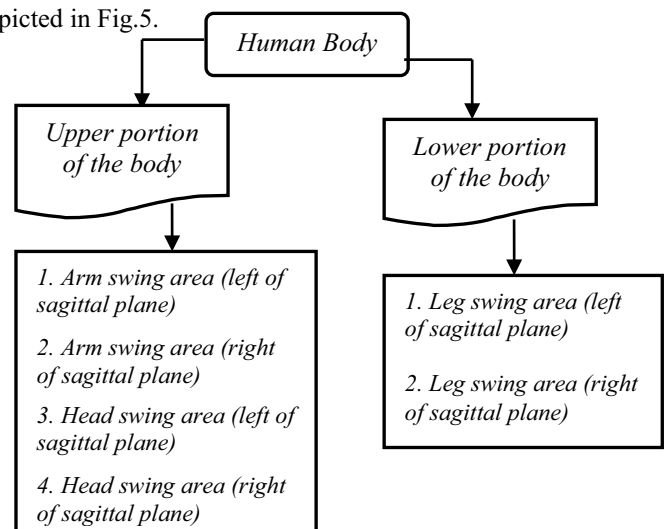 picted in Fig.5.
Human Body
Upper portion
of the body
Lower portion
of the body
1. Arm swing area (left of
sagittal plane)
2. Arm swing area (right
of sagittal plane)
3. Head swing area (left of
sagittal plane)
4. Head swing area (right
of sagittal plane)
1. Leg swing area (left
of sagittal plane)
2. Leg swing area (right
of sagittal plane)